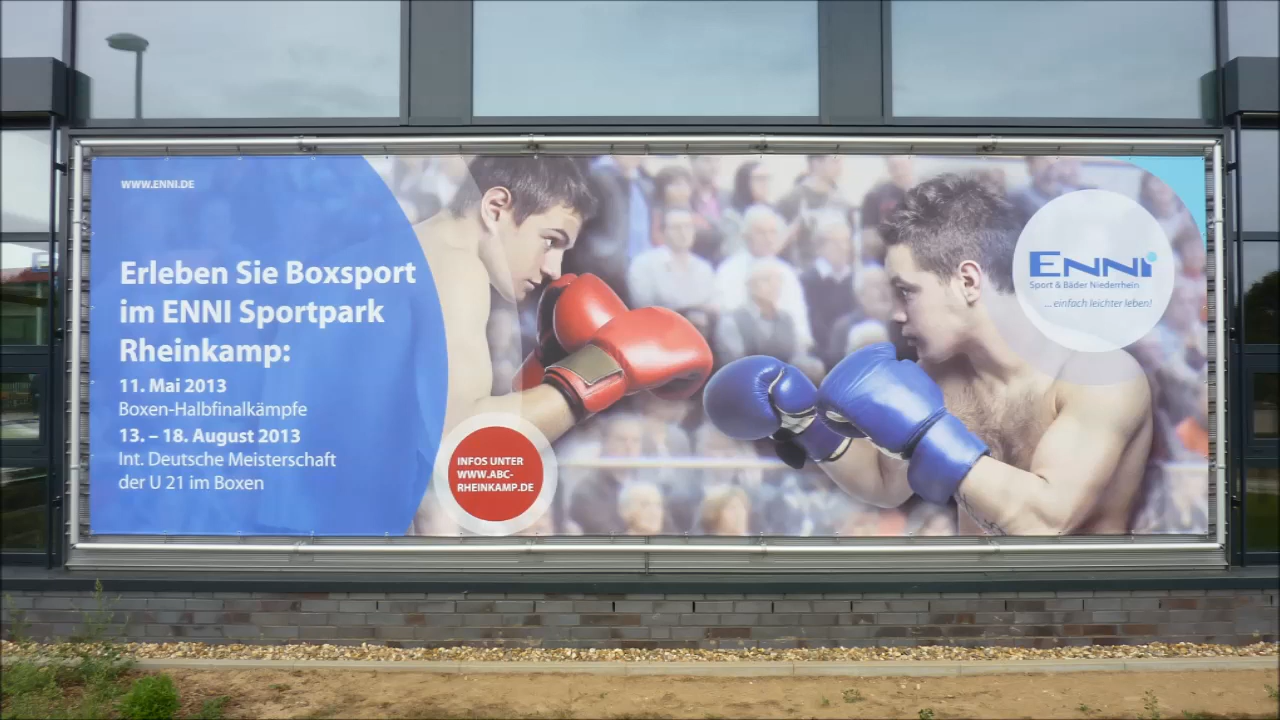 WWW.ENNI.DE
Erleben Sie Boxsport
im ENNI Sportpark
Rheinkamp:
11. Mai 2013
Boxen-Halbfinalkämpfe
13. – 18. August 2013
Int. Deutsche Meisterschaft
der U 21 im Boxen
INFOS UNTER
WWW.ABC-
RHEINKAMP.DE
ENNI
Sport & Bäder Niederrhein
...einfach leichter leben!